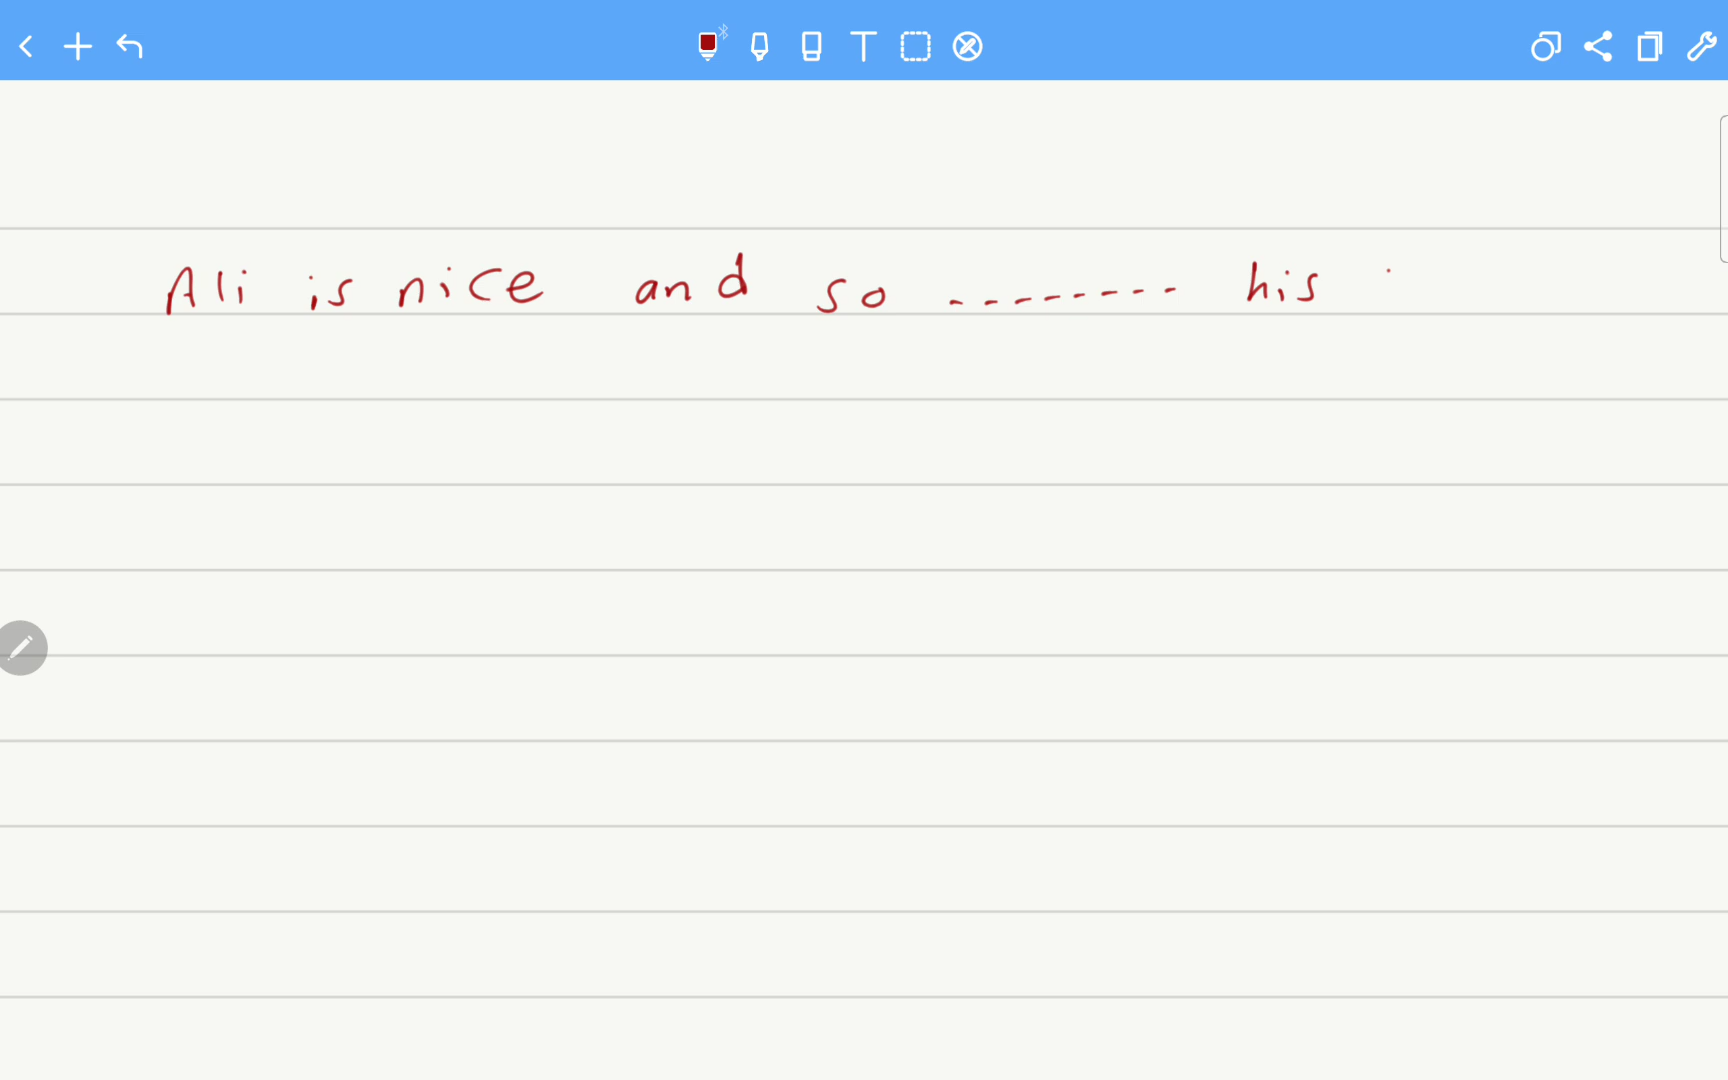 Ali is nice and so -------- his